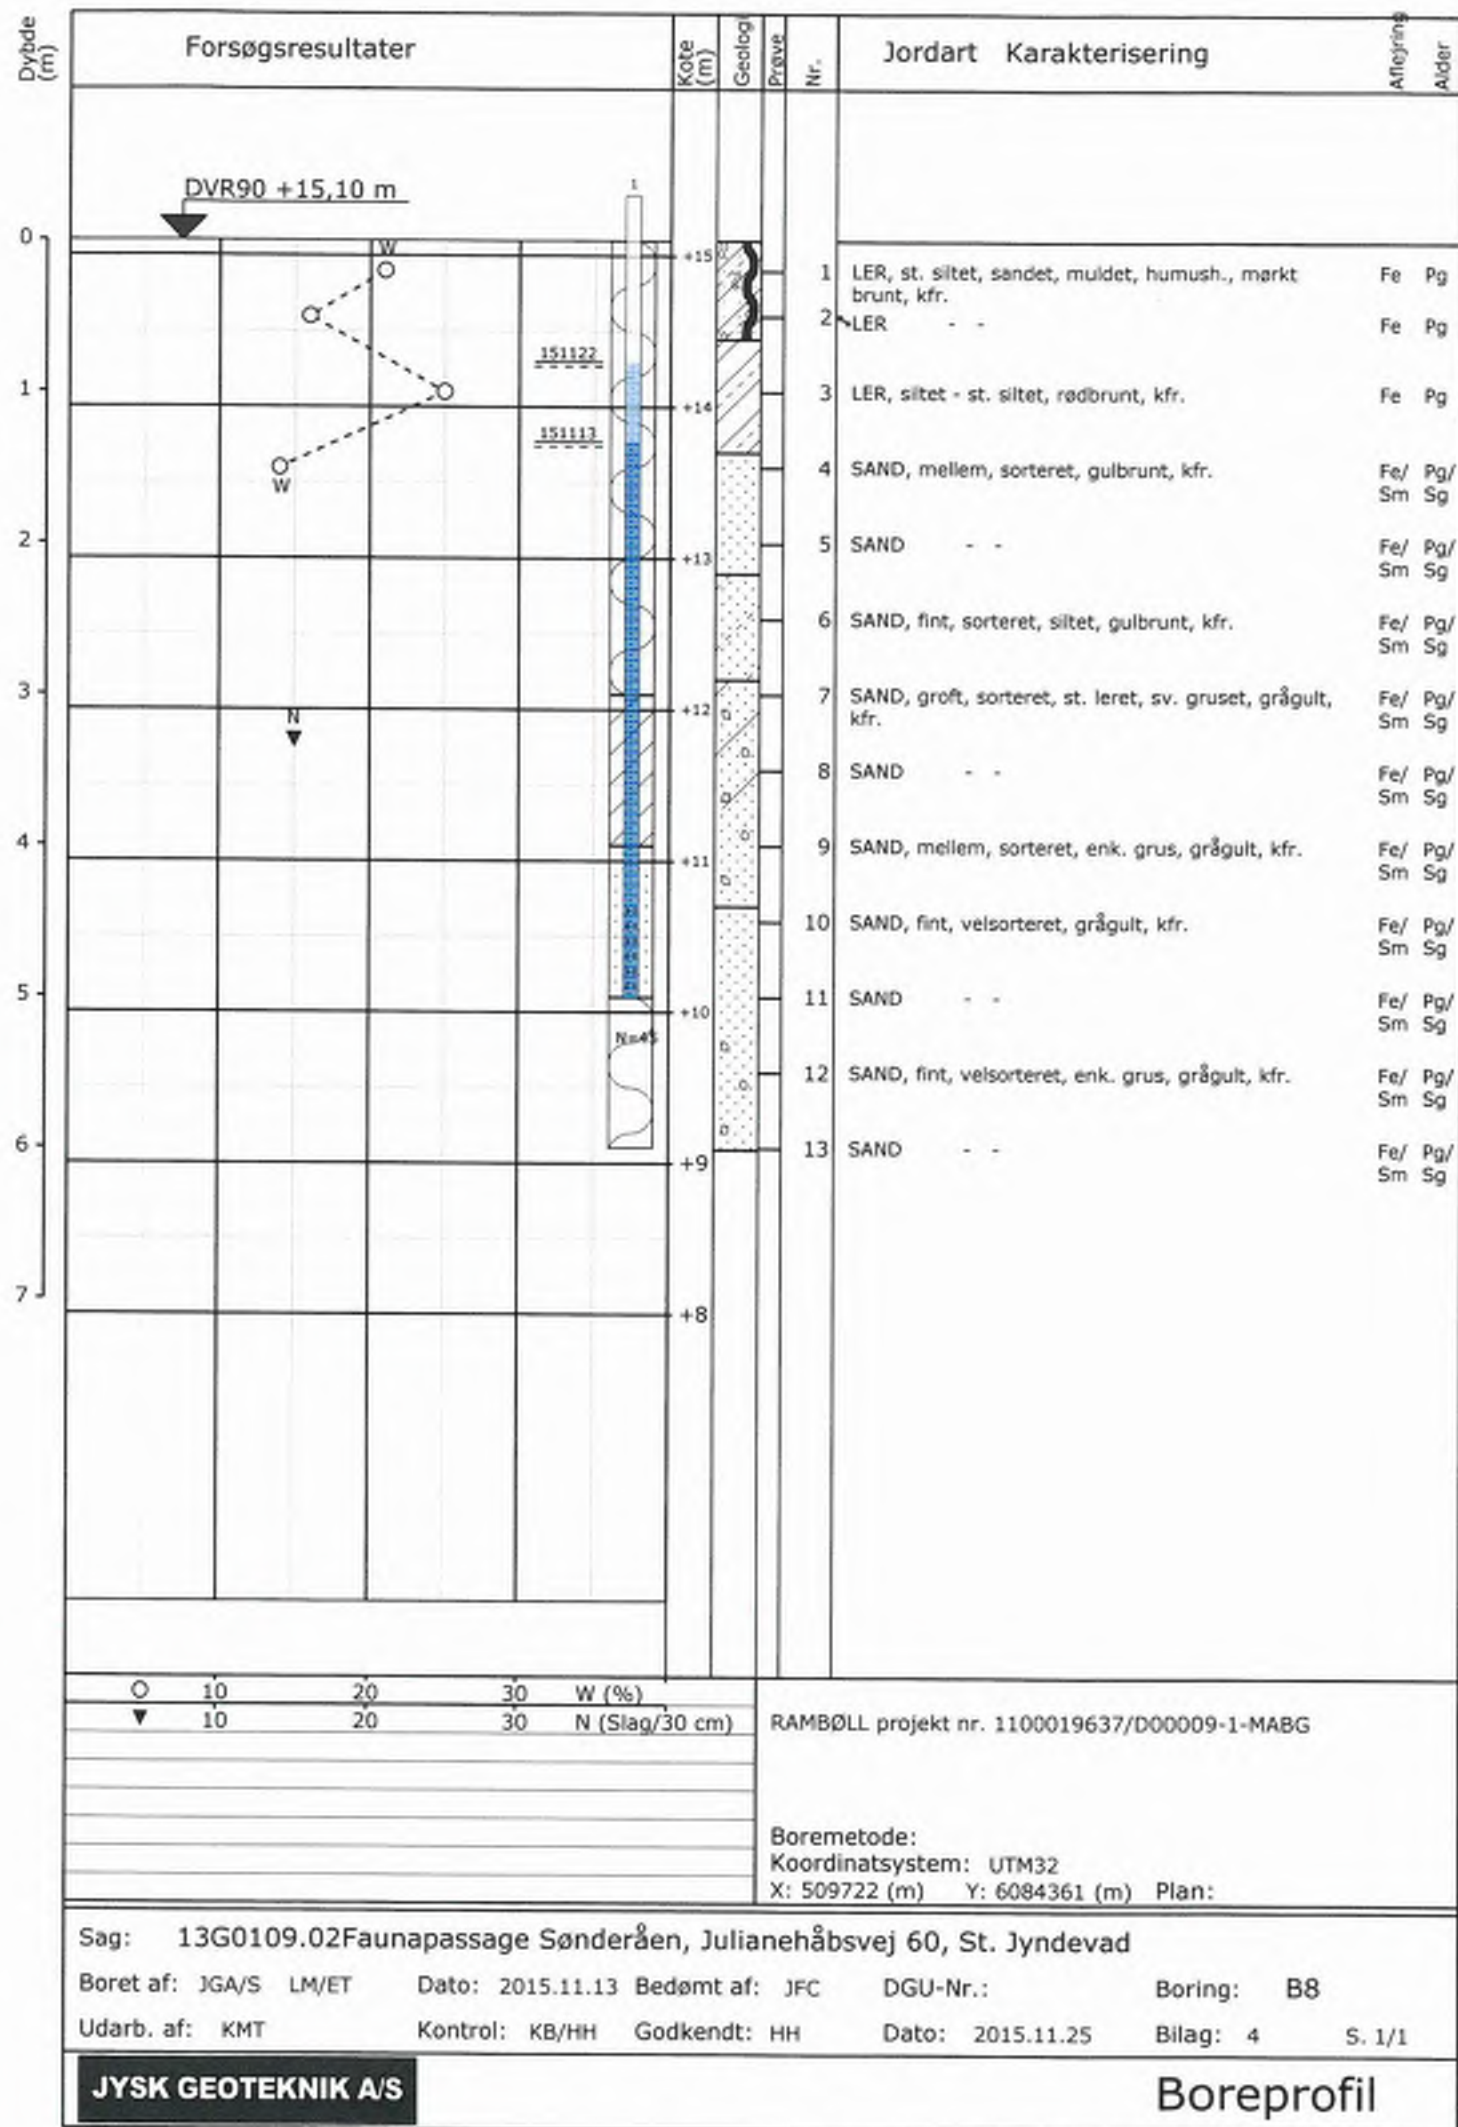 Dybde (m)
Forsøgsresultater
Kote (m)
Geologi
Prøve
Nr.
Jordart Karakterisering
Aflejring
Alder
DVR90 +15,10 m
1
0
W
+15
1 LER, st. siltet, sandet, muldet, humush., mørkt Fe Pg
brunt, kfr.
2 LER - - Fe Pg
151122
1
+14
3 LER, siltet - st. siltet, rødbrunt, kfr. Fe Pg
151113
W
4 SAND, mellem, sorteret, gulbrunt, kfr. Fe/ Pg/
Sm Sg
2
+13
5 SAND - - Fe/ Pg/
Sm Sg
6 SAND, fint, sorteret, siltet, gulbrunt, kfr. Fe/ Pg/
Sm Sg
3
N
+12
7 SAND, groft, sorteret, st. leret, sv. gruset, grågult, Fe/ Pg/
kfr. Sm Sg
8 SAND - - Fe/ Pg/
Sm Sg
4
+11
9 SAND, mellem, sorteret, enk. grus, grågult, kfr. Fe/ Pg/
Sm Sg
10 SAND, fint, velsorteret, grågult, kfr. Fe/ Pg/
Sm Sg
5
+10
11 SAND - - Fe/ Pg/
Sm Sg
N=45
12 SAND, fint, velsorteret, enk. grus, grågult, kfr. Fe/ Pg/
Sm Sg
6
+9
13 SAND - - Fe/ Pg/
Sm Sg
7
+8
10 20 30 W (%)
10 20 30 N (Slag/30 cm)
RAMBØLL projekt nr. 1100019637/D00009-1-MABG
Boremetode:
Koordinatsystem: UTM32
X: 509722 (m) Y: 6084361 (m) Plan:
Sag: 13G0109.02Faunapassage Sønderåen, Julianehåbsvej 60, St. Jyndevad
Boret af: JGA/S LM/ET Dato: 2015.11.13 Bedømt af: JFC DGU-Nr.: Boring: B8
Udarb. af: KMT Kontrol: KB/HH Godkendt: HH Dato: 2015.11.25 Bilag: 4 S. 1/1
JYSK GEOTEKNIK A/S
Boreprofil